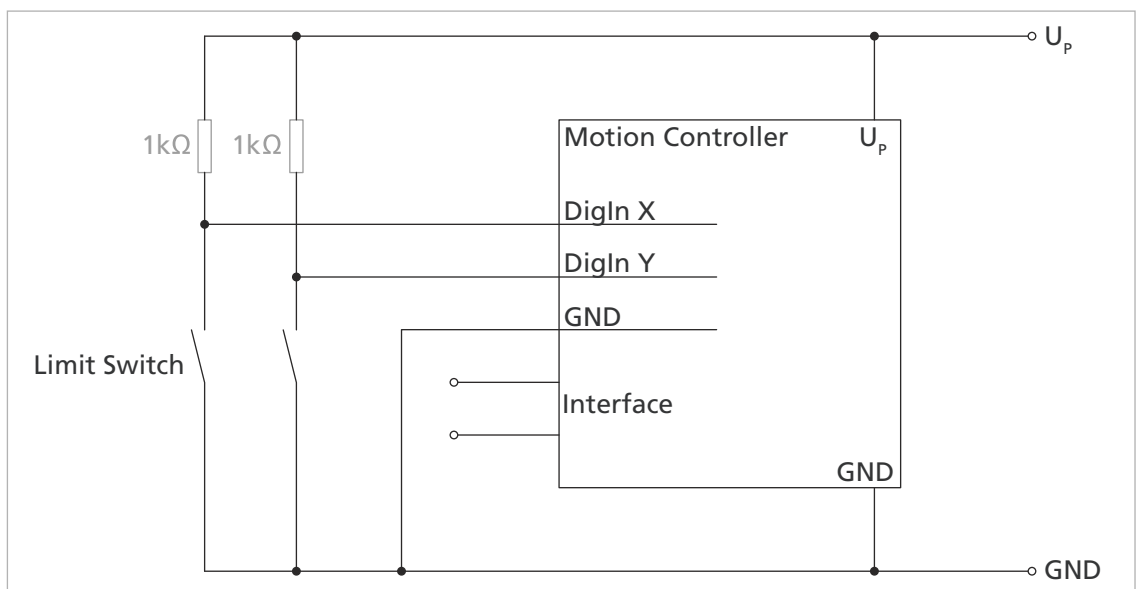 U_P
1kΩ 1kΩ
Motion Controller U_P
DigIn X
DigIn Y
GND
Limit Switch
Interface
GND
GND